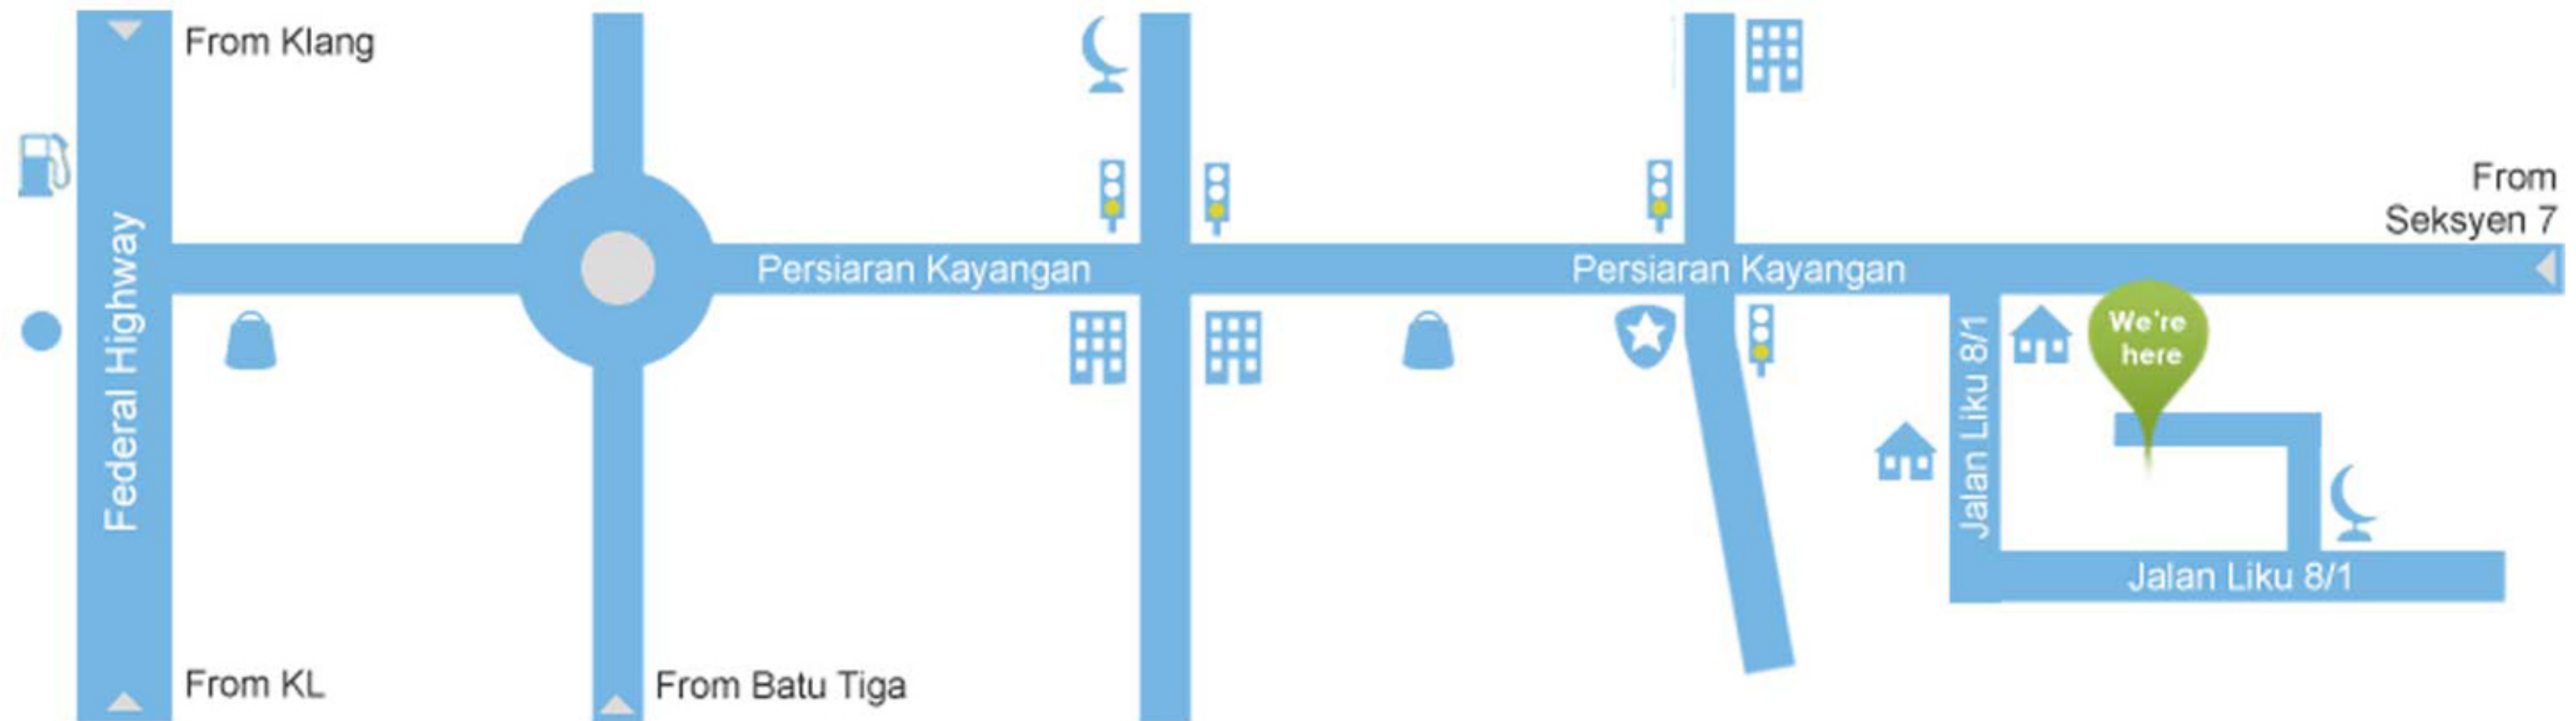 From Klang
From
Seksyen 7
Federal Highway
Persiaran Kayangan
Persiaran Kayangan
We're
here
Jalan Liku 8/1
Jalan Liku 8/1
From KL
From Batu Tiga